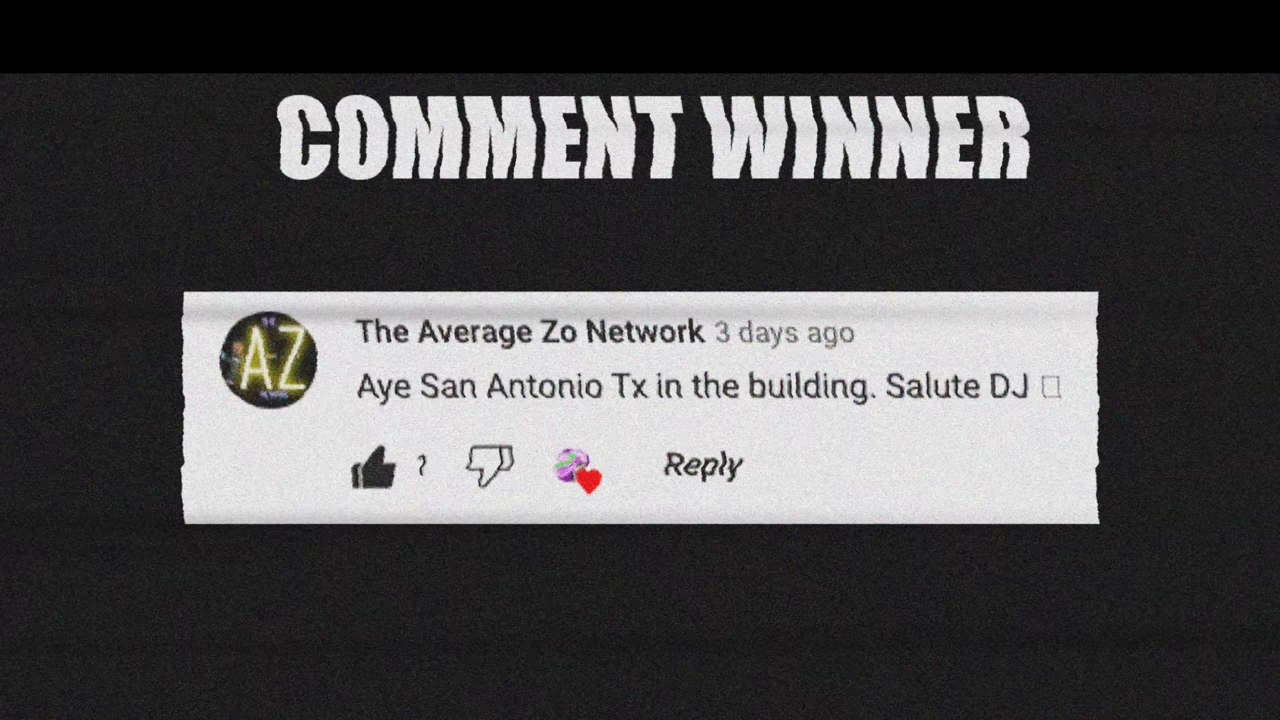 COMMENT WINNER
AZ
The Average Zo Network 3 days ago
Aye San Antonio Tx in the building. Salute DJ
Reply